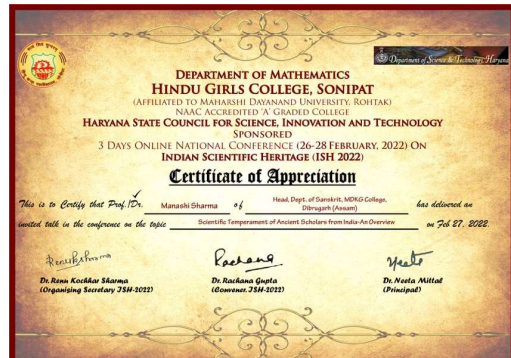 Department of Science & Technology, Haryana
DEPARTMENT OF MATHEMATICS
HINDU GIRLS COLLEGE, SONIPAT
(AFFILIATED TO MAHARSHI DAYANAND UNIVERSITY, ROHTAK)
NAAC ACCREDITED 'A' GRADED COLLEGE
HARYANA STATE COUNCIL FOR SCIENCE, INNOVATION AND TECHNOLOGY
SPONSORED
3 DAYS ONLINE NATIONAL CONFERENCE (26-28 FEBRUARY, 2022) ON
INDIAN SCIENTIFIC HERITAGE (ISH 2022)
Certificate of Appreciation
This is to Certify that Prof./Dr. Manashi Sharma of Head, Dept. of Sanskrit, MDKG College, Dibrugarh (Assam) has delivered an
invited talk in the conference on the topic Scientific Temperament of Ancient Scholars from India-An Overview on Feb 27, 2022.
Rachana
Neeta
Dr. Renu Kochhar Sharma
(Organising Secretary ISH-2022)
Dr. Rachana Gupta
(Convener, ISH-2022)
Dr. Neeta Mittal
(Principal)